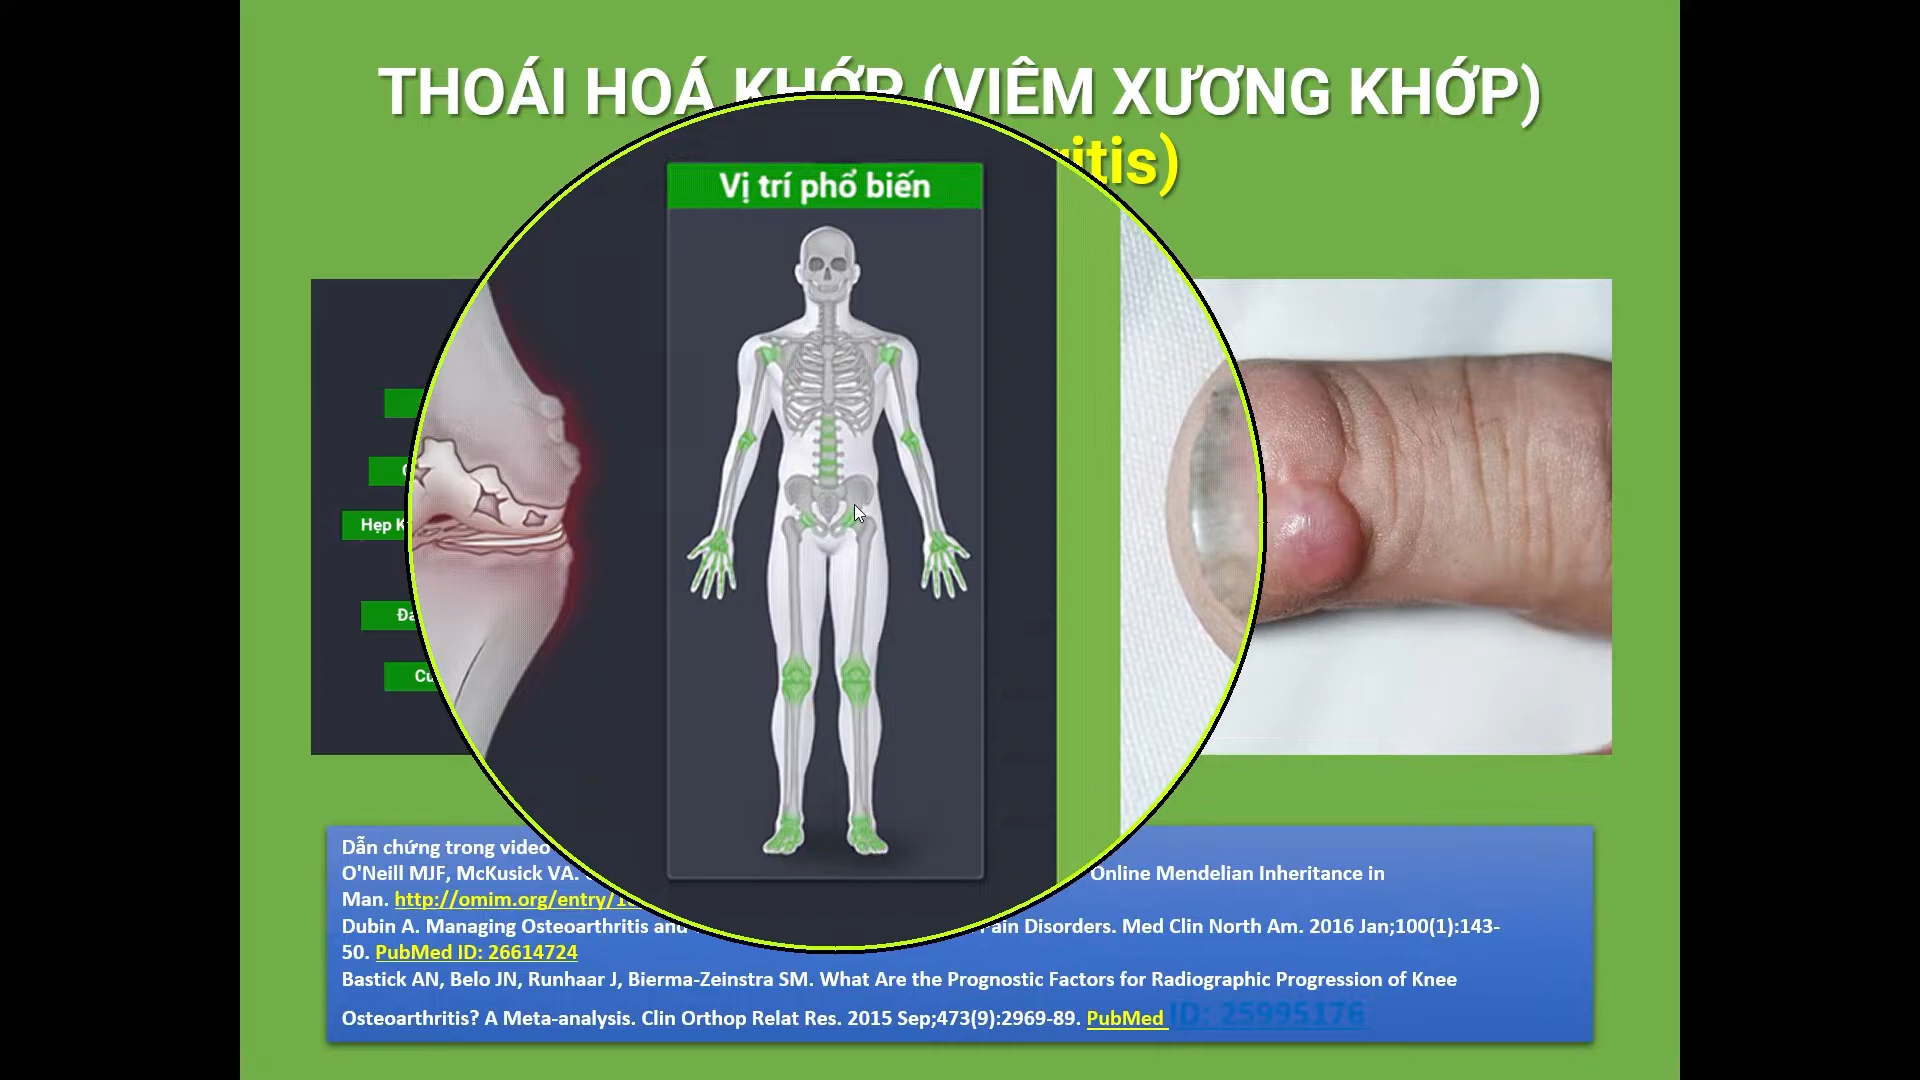 THOÁI HOÁ KHỚP (VIÊM XƯƠNG KHỚP)
ritis)
Vị trí phổ biến
Hẹp K
Cu
Dẫn chứng trong video
O'Neill MJF, McKusick VA. Online Mendelian Inheritance in
Man. http://omim.org/entry/1
Dubin A. Managing Osteoarthritis and Pain Disorders. Med Clin North Am. 2016 Jan;100(1):143-
50. PubMed ID: 26614724
Bastick AN, Belo JN, Runhaar J, Bierma-Zeinstra SM. What Are the Prognostic Factors for Radiographic Progression of Knee
Osteoarthritis? A Meta-analysis. Clin Orthop Relat Res. 2015 Sep;473(9):2969-89. PubMed ID: 25995176